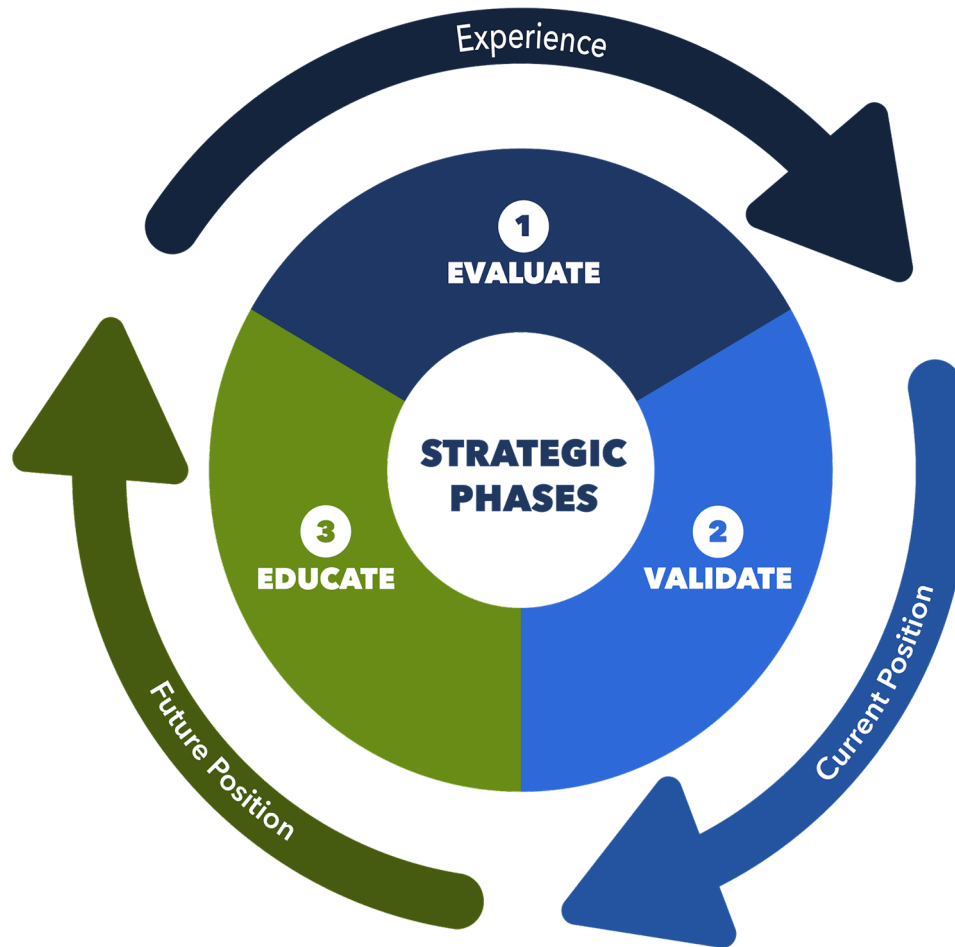 Experience
1
EVALUATE
STRATEGIC
PHASES
2
VALIDATE
3
EDUCATE
Current Position
Future Position